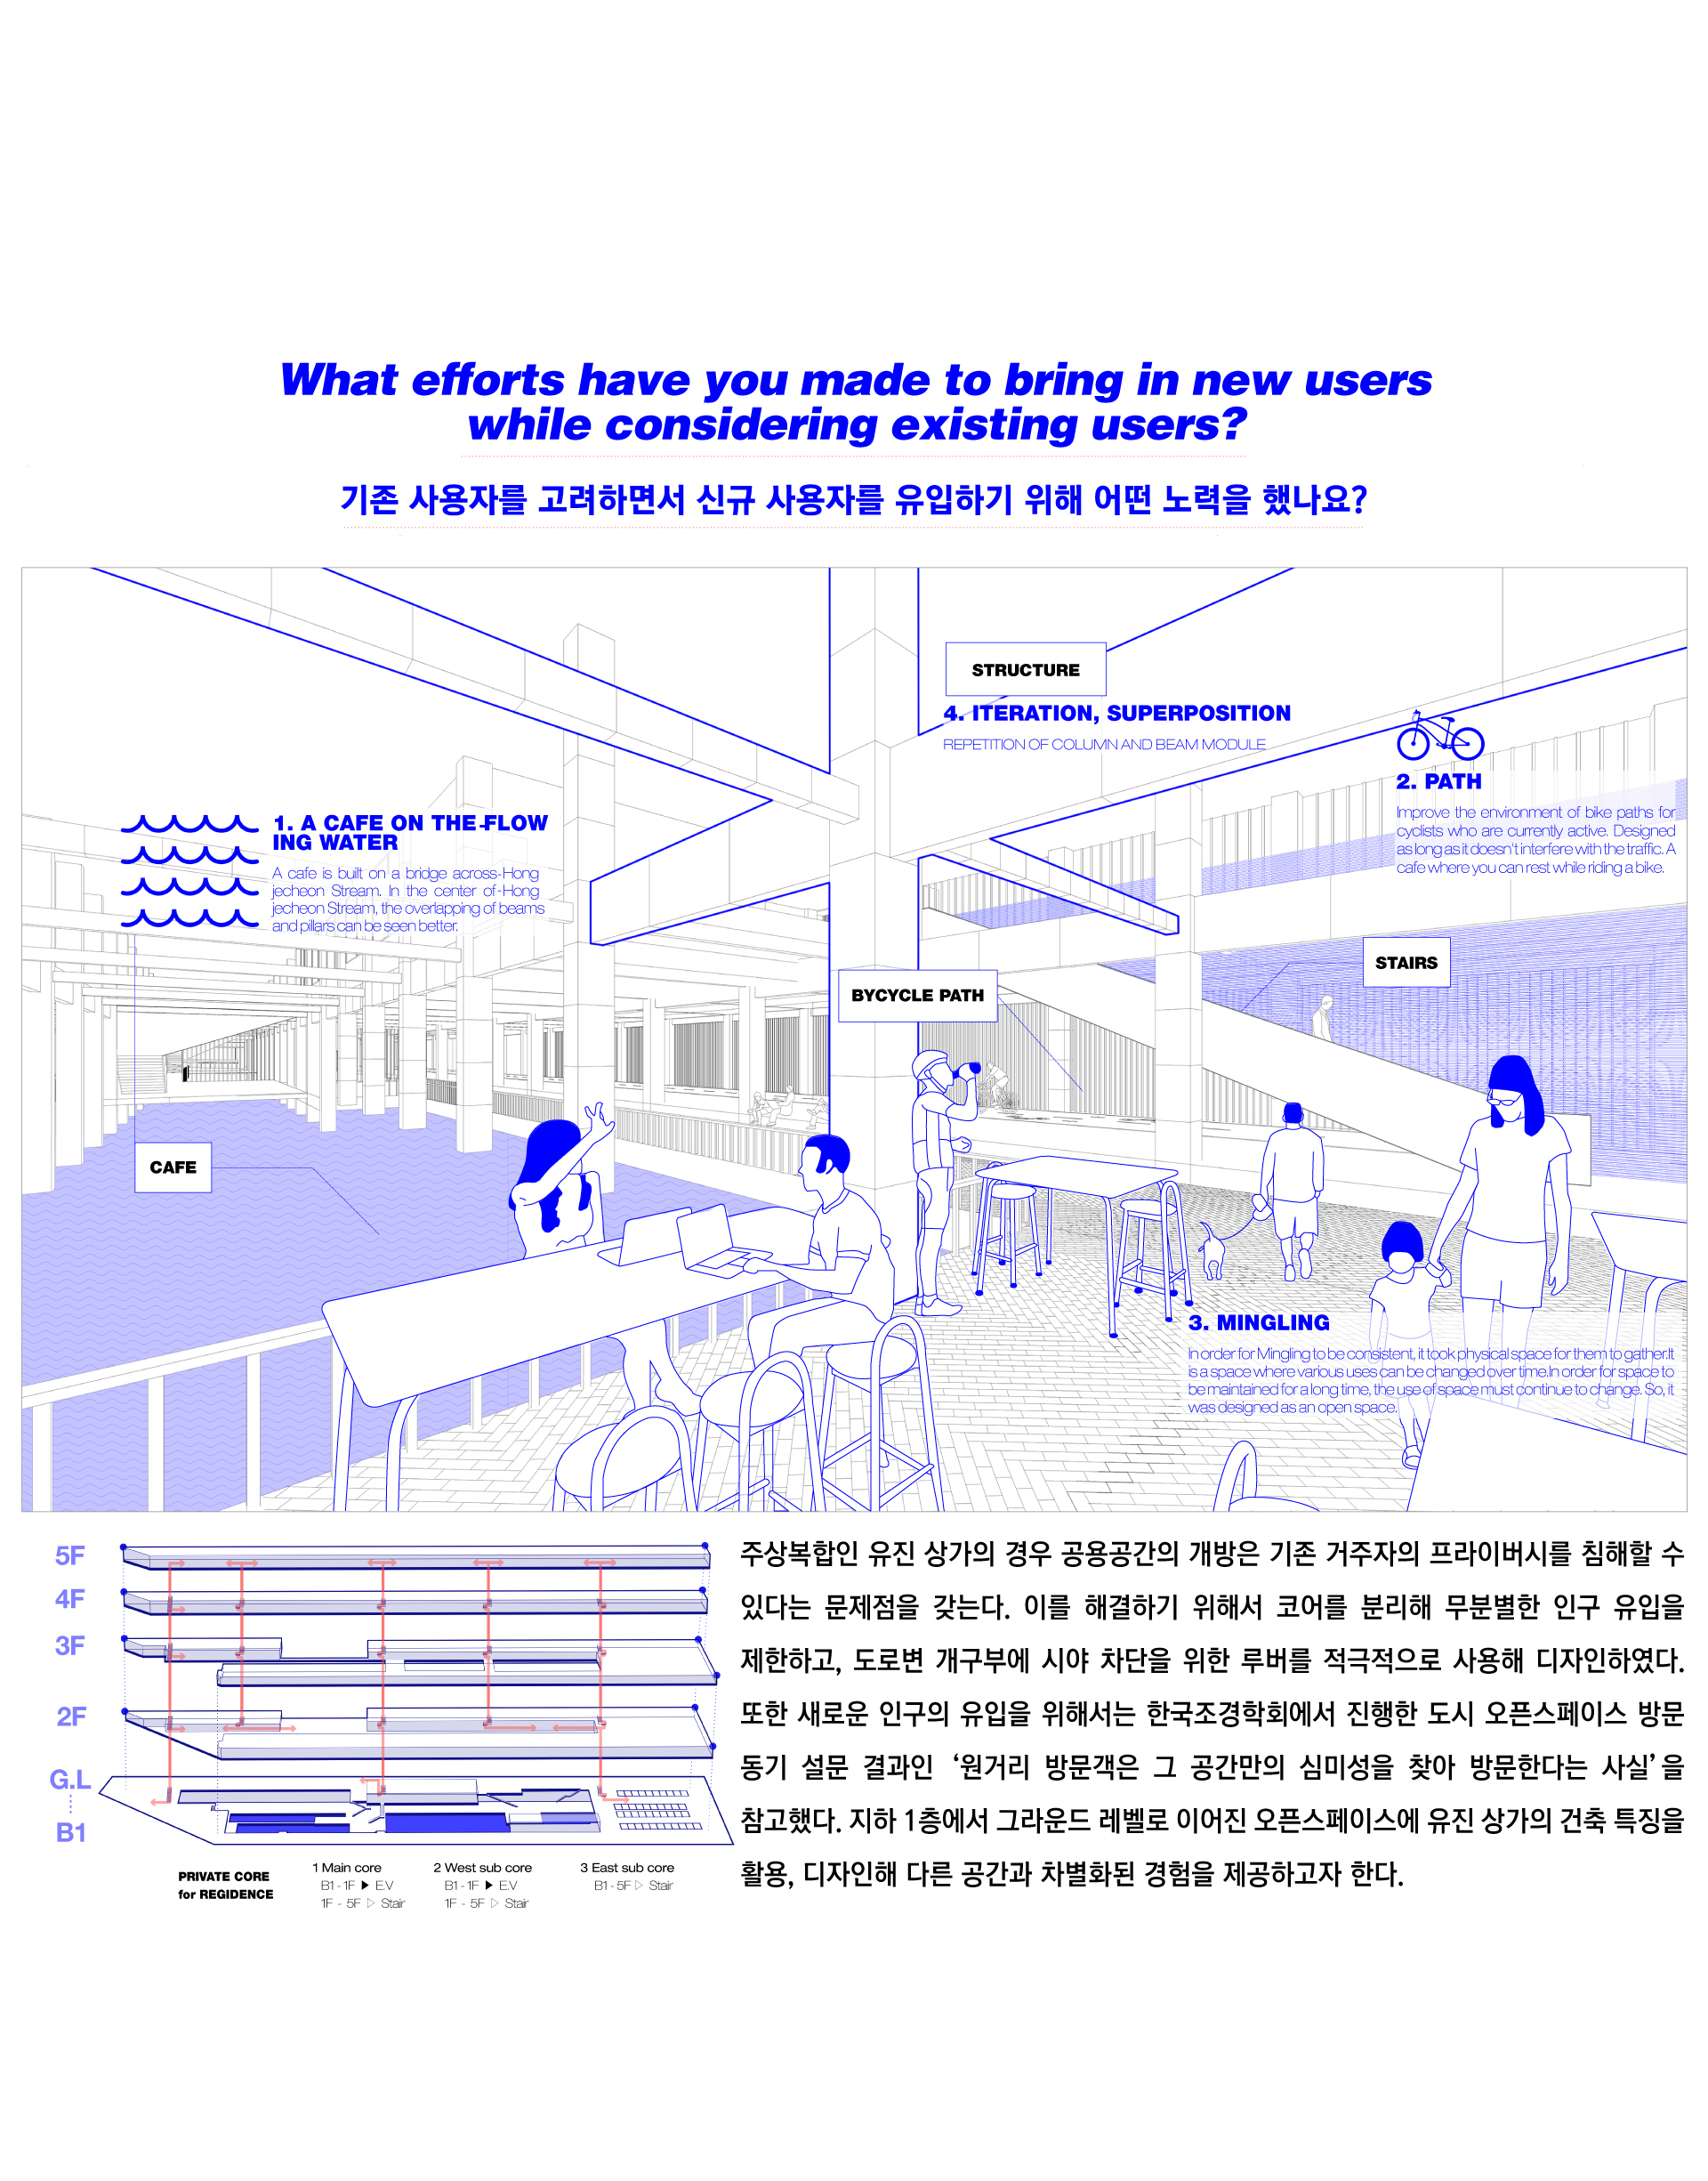 What efforts have you made to bring in new users
while considering existing users?
기존 사용자를 고려하면서 신규 사용자를 유입하기 위해 어떤 노력을 했나요?
STRUCTURE
4. ITERATION, SUPERPOSITION
REPETITION OF COLUMN AND BEAM MODULE
2. PATH
Improve the environment of bike paths for
cyclists who are currently active. Designed
as long as it doesn't interfere with the traffic. A
cafe where you can rest while riding a bike.
1. A CAFE ON THE-FLOW
ING WATER
A cafe is built on a bridge across-Hong
jecheon Stream. In the center of-Hong
jecheon Stream, the overlapping of beams
and pillars can be seen better.
STAIRS
BYCYCLE PATH
CAFE
3. MINGLING
In order for Mingling to be consistent, it took physical space for them to gather.It
is a space where various uses can be changed over time.In order for space to
be maintained for a long time, the use of space must continue to change. So, it
was designed as an open space.
5F
4F
3F
2F
G.L
B1
PRIVATE CORE
for REGIDENCE
1 Main core
B1 - 1F ▶ E.V
1F - 5F ▷ Stair
2 West sub core
B1 - 1F ▶ E.V
1F - 5F ▷ Stair
3 East sub core
B1 - 5F ▷ Stair
주상복합인 유진 상가의 경우 공용공간의 개방은 기존 거주자의 프라이버시를 침해할 수
있다는 문제점을 갖는다. 이를 해결하기 위해서 코어를 분리해 무분별한 인구 유입을
제한하고, 도로변 개구부에 시야 차단을 위한 루버를 적극적으로 사용해 디자인하였다.
또한 새로운 인구의 유입을 위해서는 한국조경학회에서 진행한 도시 오픈스페이스 방문
동기 설문 결과인 ‘원거리 방문객은 그 공간만의 심미성을 찾아 방문한다는 사실’을
참고했다. 지하 1층에서 그라운드 레벨로 이어진 오픈스페이스에 유진 상가의 건축 특징을
활용, 디자인해 다른 공간과 차별화된 경험을 제공하고자 한다.